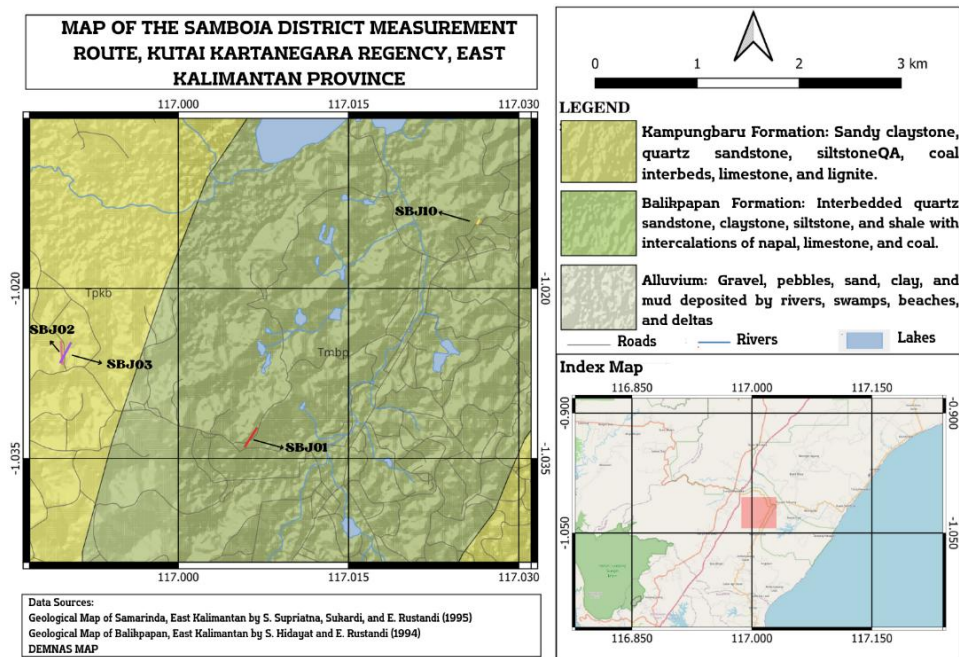 MAP OF THE SAMBOJA DISTRICT MEASUREMENT
ROUTE, KUTAI KARTANEGARA REGENCY, EAST
KALIMANTAN PROVINCE
117.000 117.015 117.030
SBJ10
-1.020 -1.020
Tpkb
SBJ02
SBJ03
Tmbp
SBJ01
-1.035 -1.035
117.000 117.015 117.030
Data Sources:
Geological Map of Samarinda, East Kalimantan by S. Supriatna, Sukardi, and E. Rustandi (1995)
Geological Map of Balikpapan, East Kalimantan by S. Hidayat and E. Rustandi (1994)
DEMNAS MAP
0 1 2 3 km
LEGEND
Kampungbaru Formation: Sandy claystone,
quartz sandstone, siltstoneQA, coal
interbeds, limestone, and lignite.
Balikpapan Formation: Interbedded quartz
sandstone, claystone, siltstone, and shale with
intercalations of napal, limestone, and coal.
Alluvium: Gravel, pebbles, sand, clay, and
mud deposited by rivers, swamps, beaches,
and deltas
Roads Rivers Lakes
Index Map
116.850 117.000 117.150
-0.900 -0.900
-1.050 -1.050
116.850 117.000 117.150